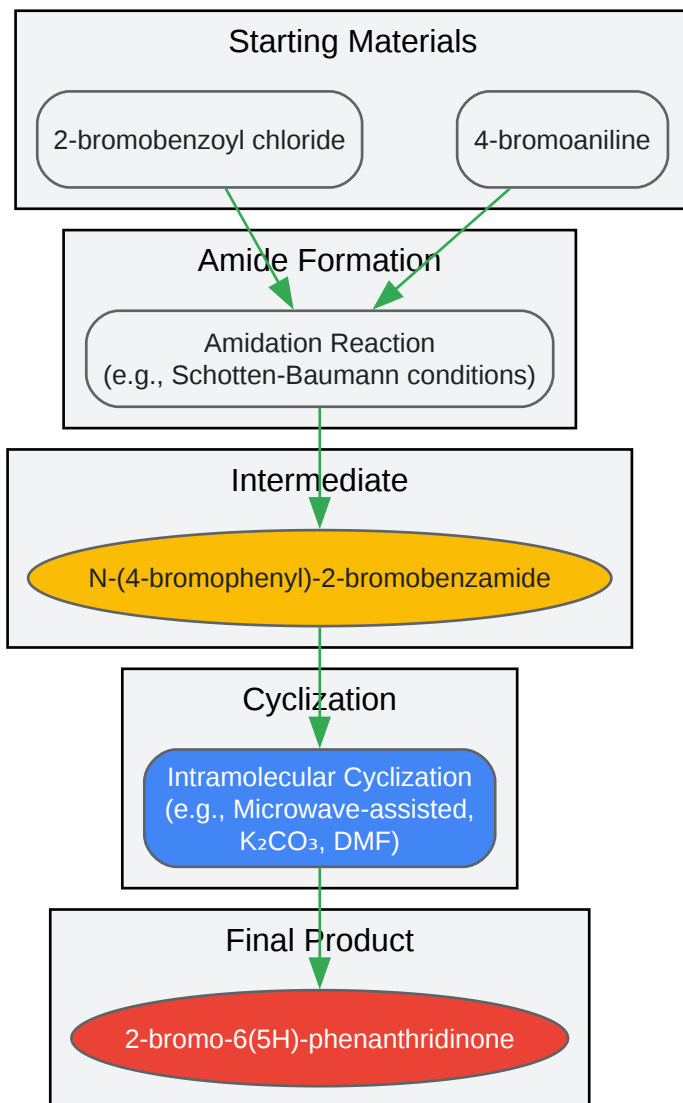 Starting Materials
2-bromobenzoyl chloride
4-bromoaniline
Amide Formation
Amidation Reaction
(e.g., Schotten-Baumann conditions)
Intermediate
N-(4-bromophenyl)-2-bromobenzamide
Cyclization
Intramolecular Cyclization
(e.g., Microwave-assisted,
K₂CO₃, DMF)
Final Product
2-bromo-6(5H)-phenanthridinone